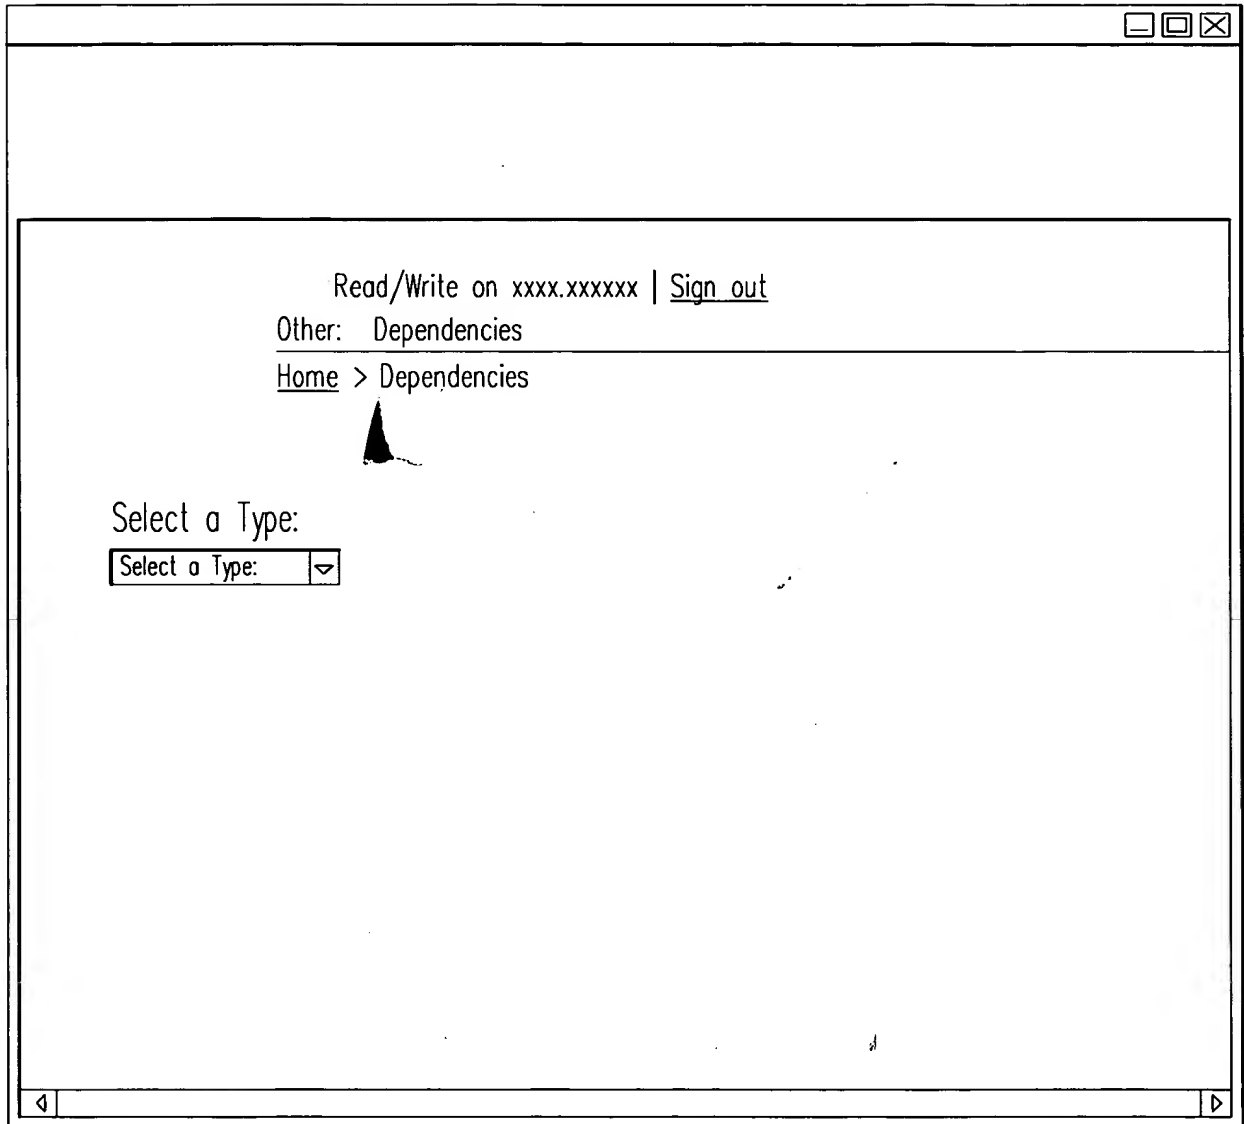 Read/Write on xxxx.xxxxxx | Sign out
Other: Dependencies
Home > Dependencies
Select a Type:
Select a Type: